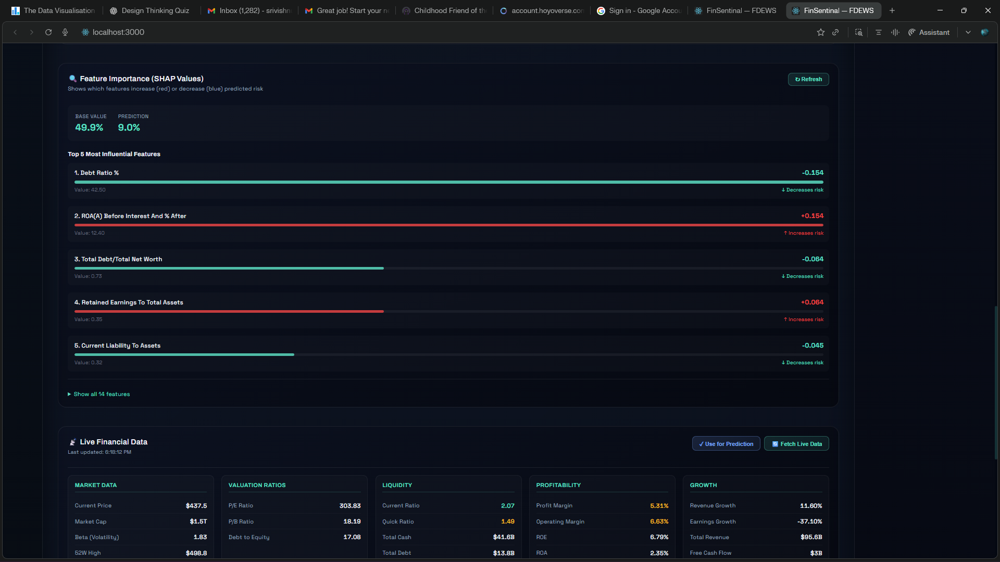 The Data Visualisation
Design Thinking Quiz
Inbox (1,282) - srivishn
Great job! Start your ne
Childhood Friend of th
account.hoyoverse.com
Sign in - Google Accou
FinSentinal — FDEWS
FinSentinal — FDEWS
localhost:3000
Assistant
Feature Importance (SHAP Values)
Shows which features increase (red) or decrease (blue) predicted risk
↻ Refresh
BASE VALUE
PREDICTION
49.9%
9.0%
Top 5 Most Influential Features
1. Debt Ratio %
-0.154
Value: 42.50
↓ Decreases risk
2. ROA(A) Before Interest And % After
+0.154
Value: 12.40
↑ Increases risk
3. Total Debt/Total Net Worth
-0.064
Value: 0.73
↓ Decreases risk
4. Retained Earnings To Total Assets
+0.064
Value: 0.35
↑ Increases risk
5. Current Liability To Assets
-0.045
Value: 0.32
↓ Decreases risk
▶ Show all 14 features
Live Financial Data
Last updated: 6:18:12 PM
✓ Use for Prediction
Fetch Live Data
MARKET DATA
Current Price $437.5
Market Cap $1.5T
Beta (Volatility) 1.83
52W High $498.8
VALUATION RATIOS
P/E Ratio 303.83
P/B Ratio 18.19
Debt to Equity 17.08
LIQUIDITY
Current Ratio 2.07
Quick Ratio 1.49
Total Cash $41.6B
Total Debt $13.8B
PROFITABILITY
Profit Margin 5.31%
Operating Margin 6.63%
ROE 6.79%
ROA 2.35%
GROWTH
Revenue Growth 11.60%
Earnings Growth -37.10%
Total Revenue $95.6B
Free Cash Flow $3B